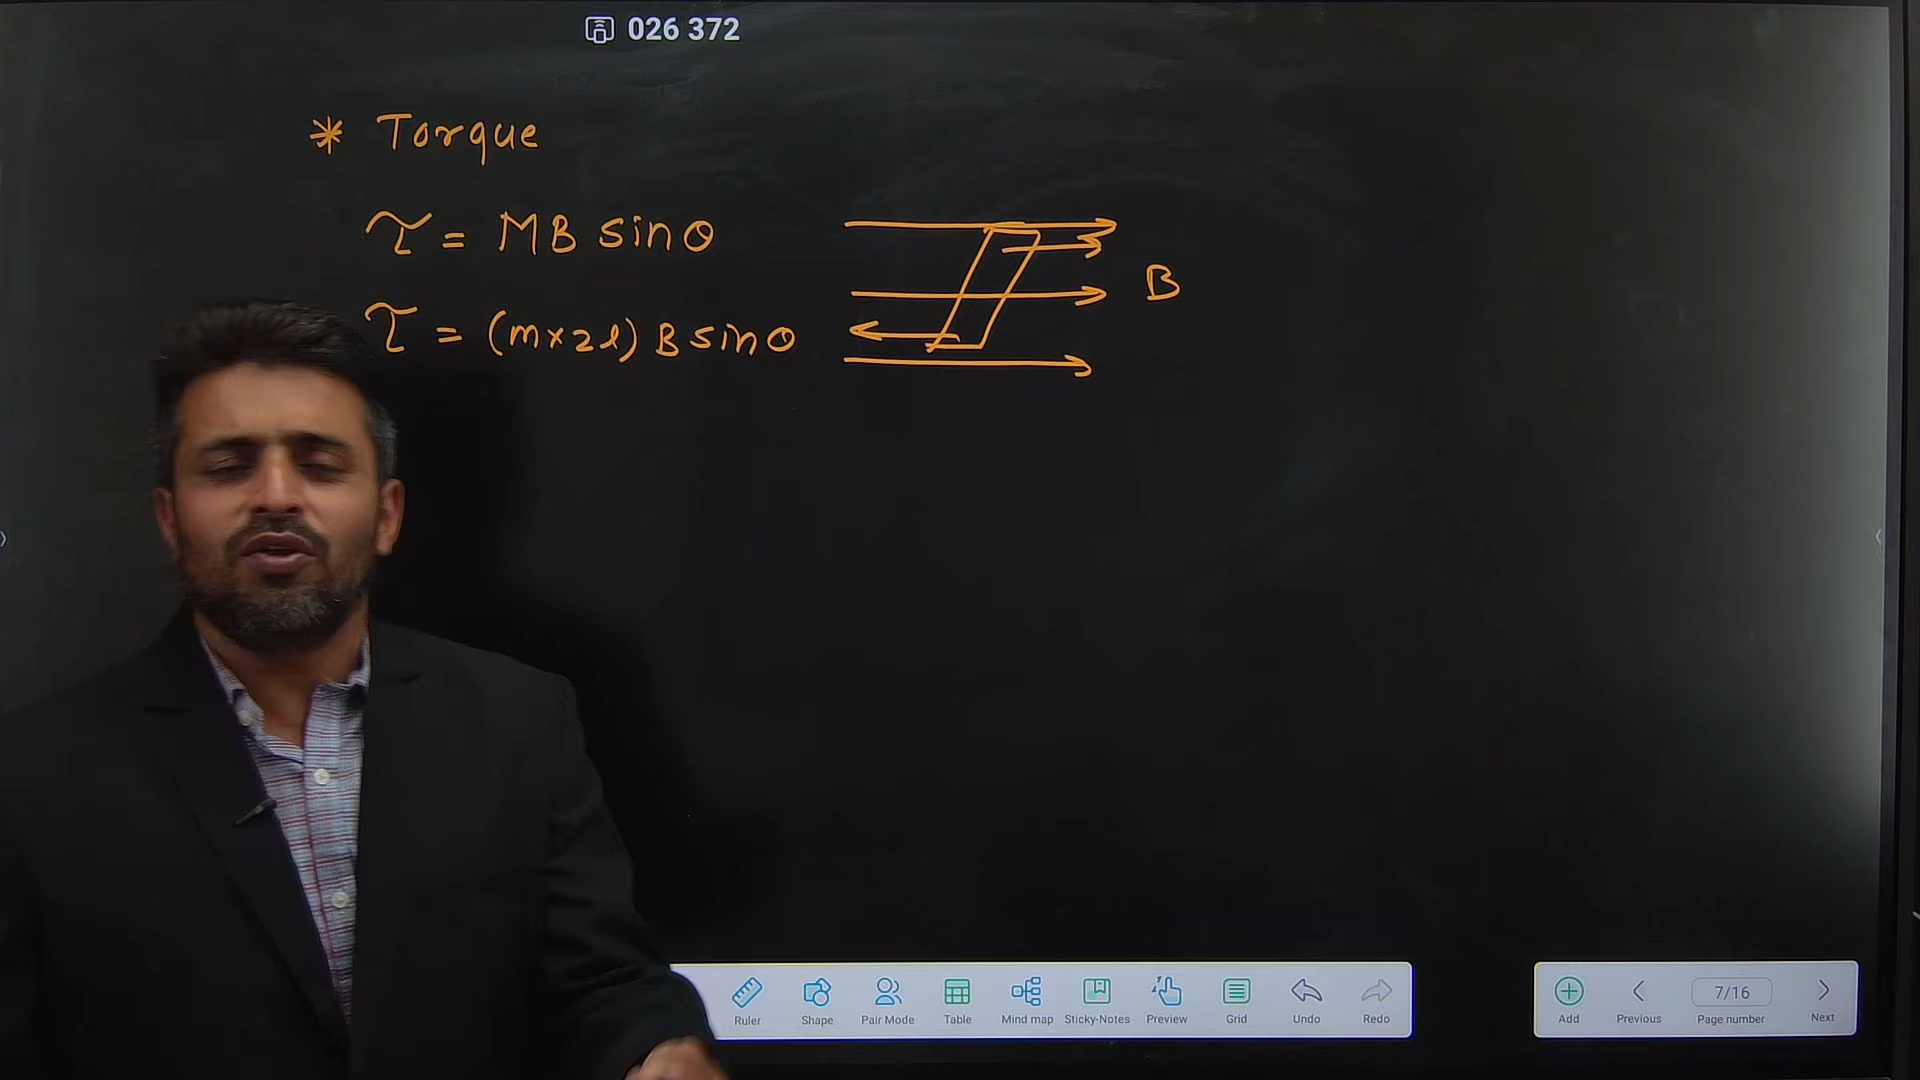 026 372
* Torque
τ = MB sinθ
τ = (m×2l) B sinθ
B
Ruler Shape Pair Mode Table Mind map Sticky-Notes Preview Grid Undo Redo
Add Previous 7/16 Page number Next